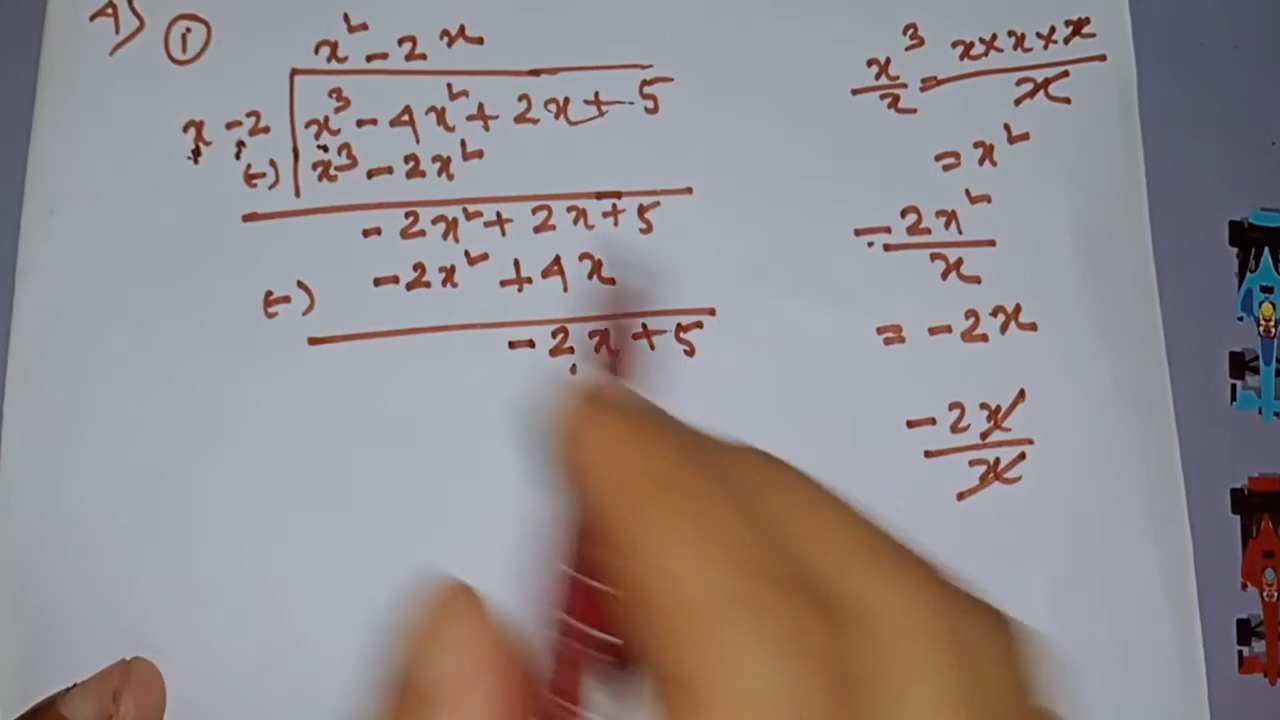 4) ①
x² - 2x
x - 2 | x³ - 4x² + 2x + 5
(-) x³ - 2x²
- 2x² + 2x + 5
(-) - 2x² + 4x
- 2x + 5
x³/x = x × x × x/x
= x²
- 2x²/x
= - 2x
- 2x/x